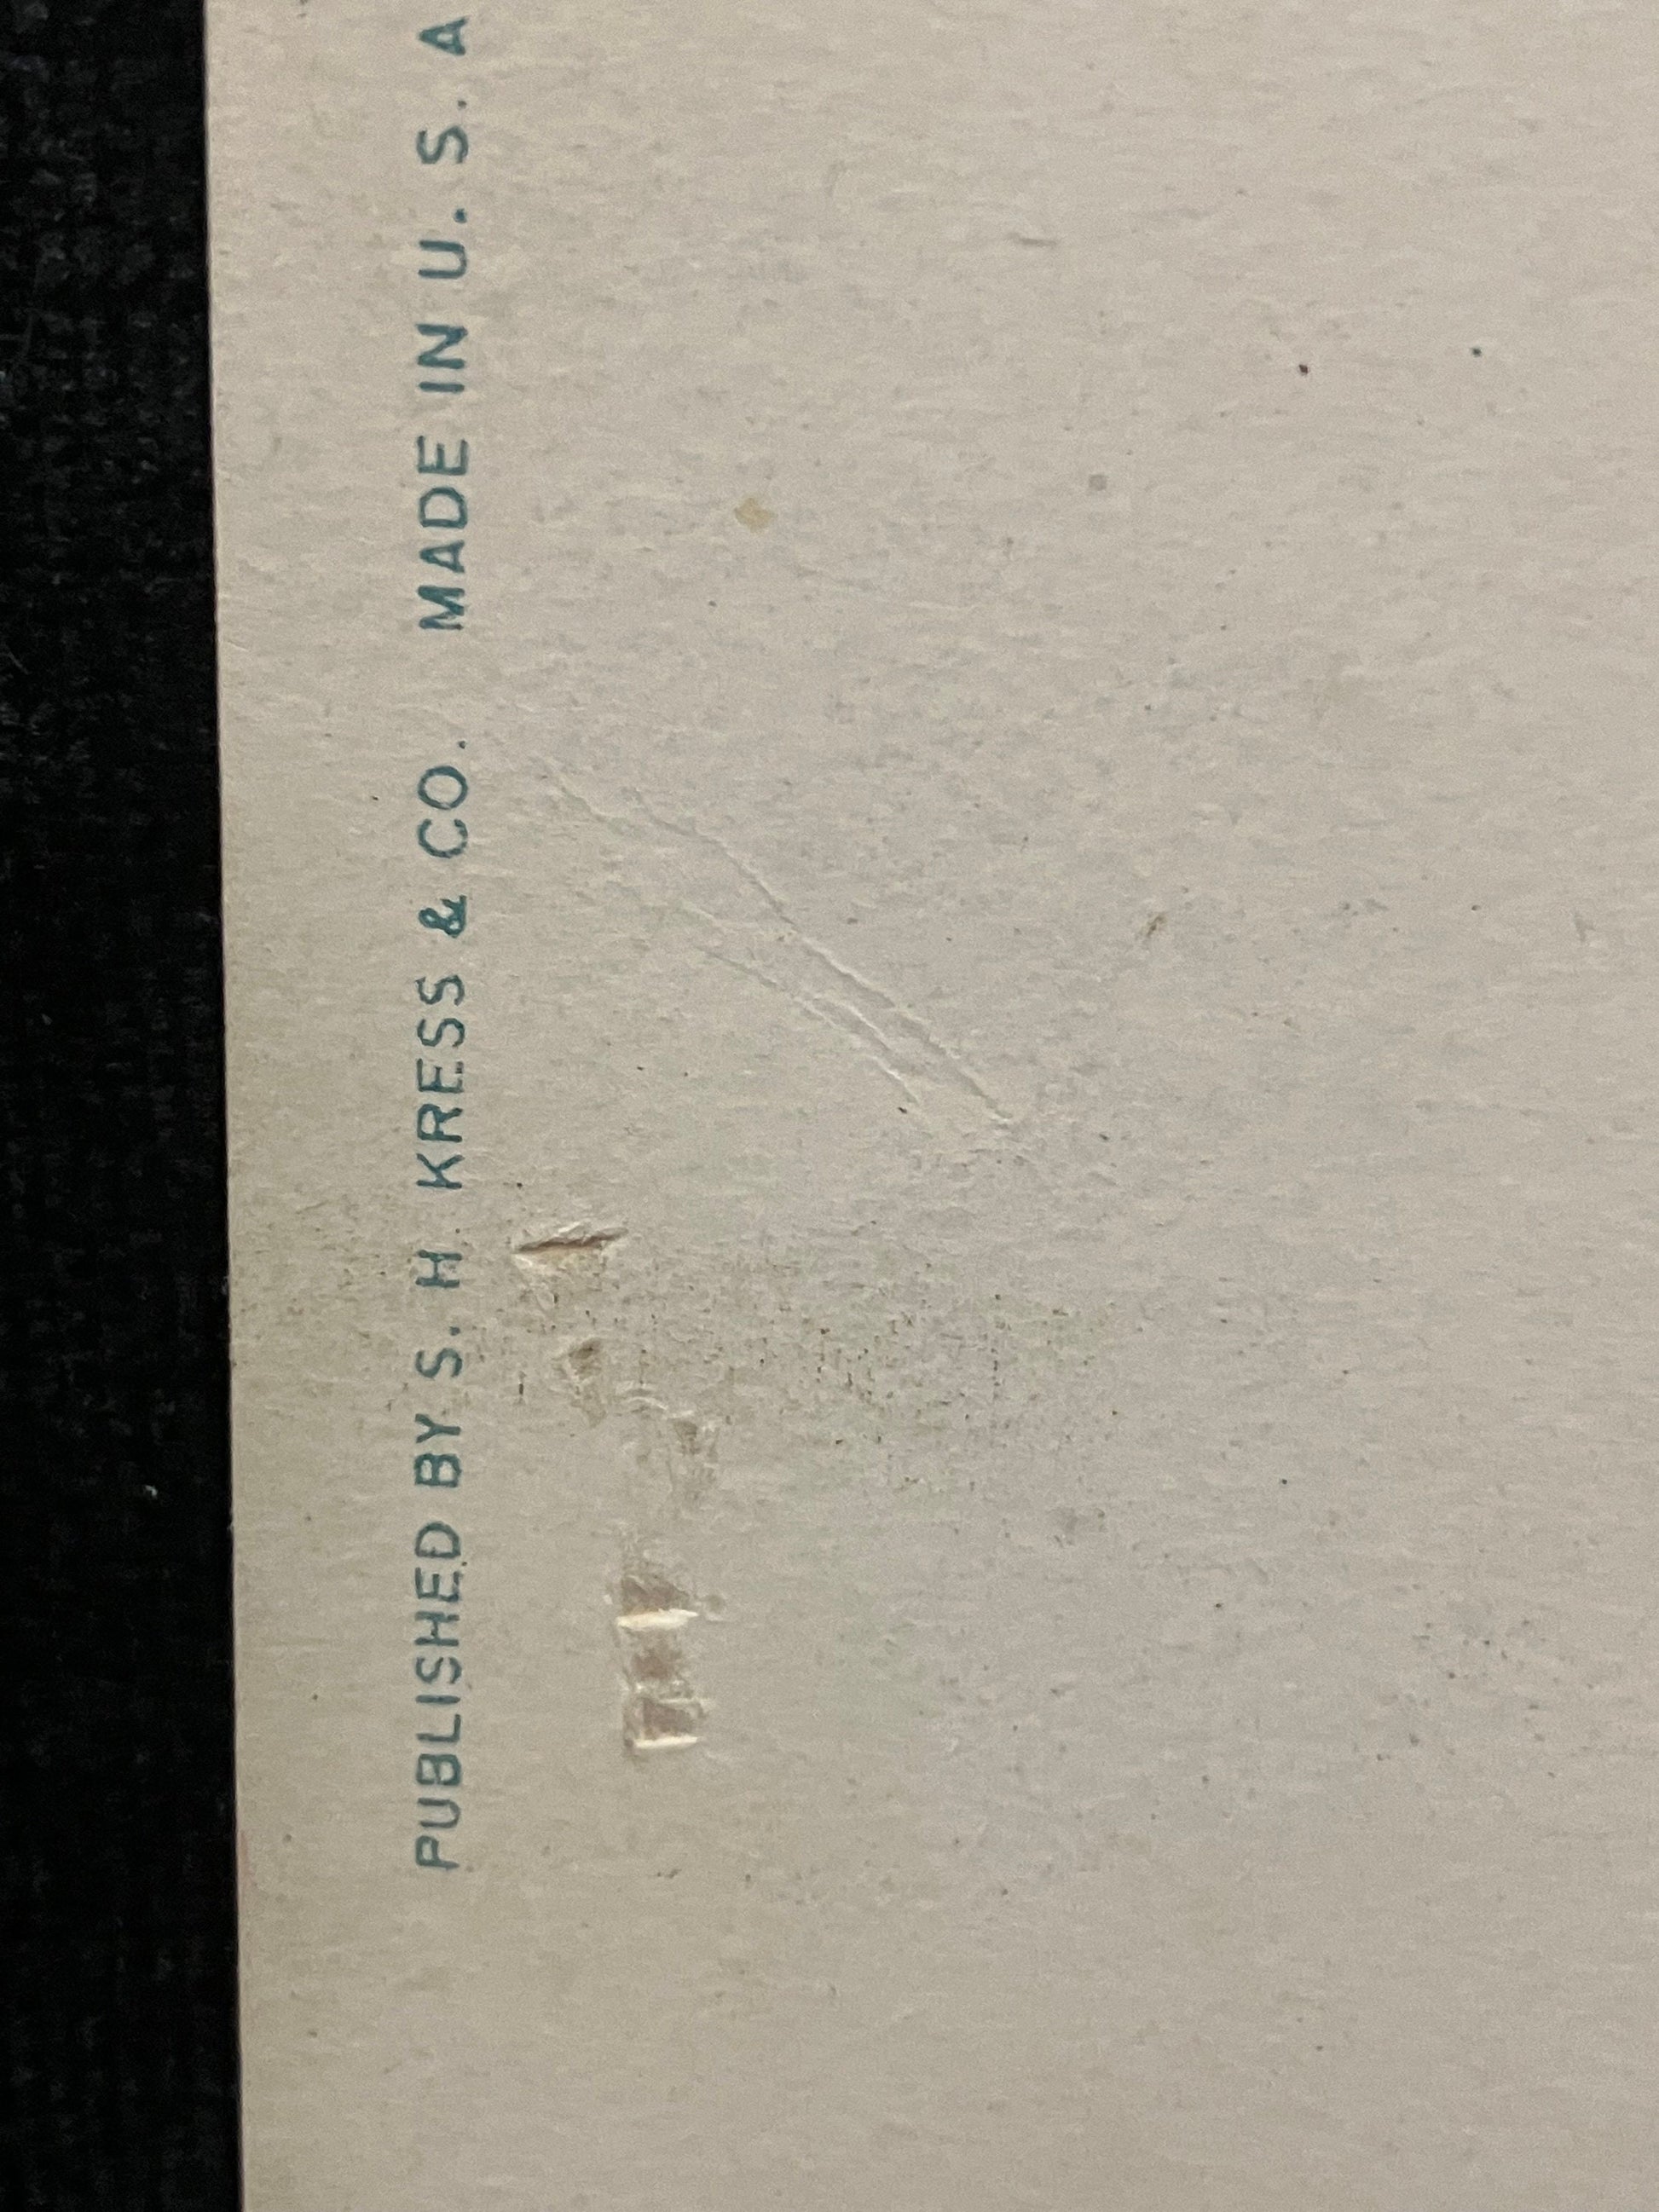 PUBLISHED BY S. H. KRESS & CO. MADE IN U. S. A